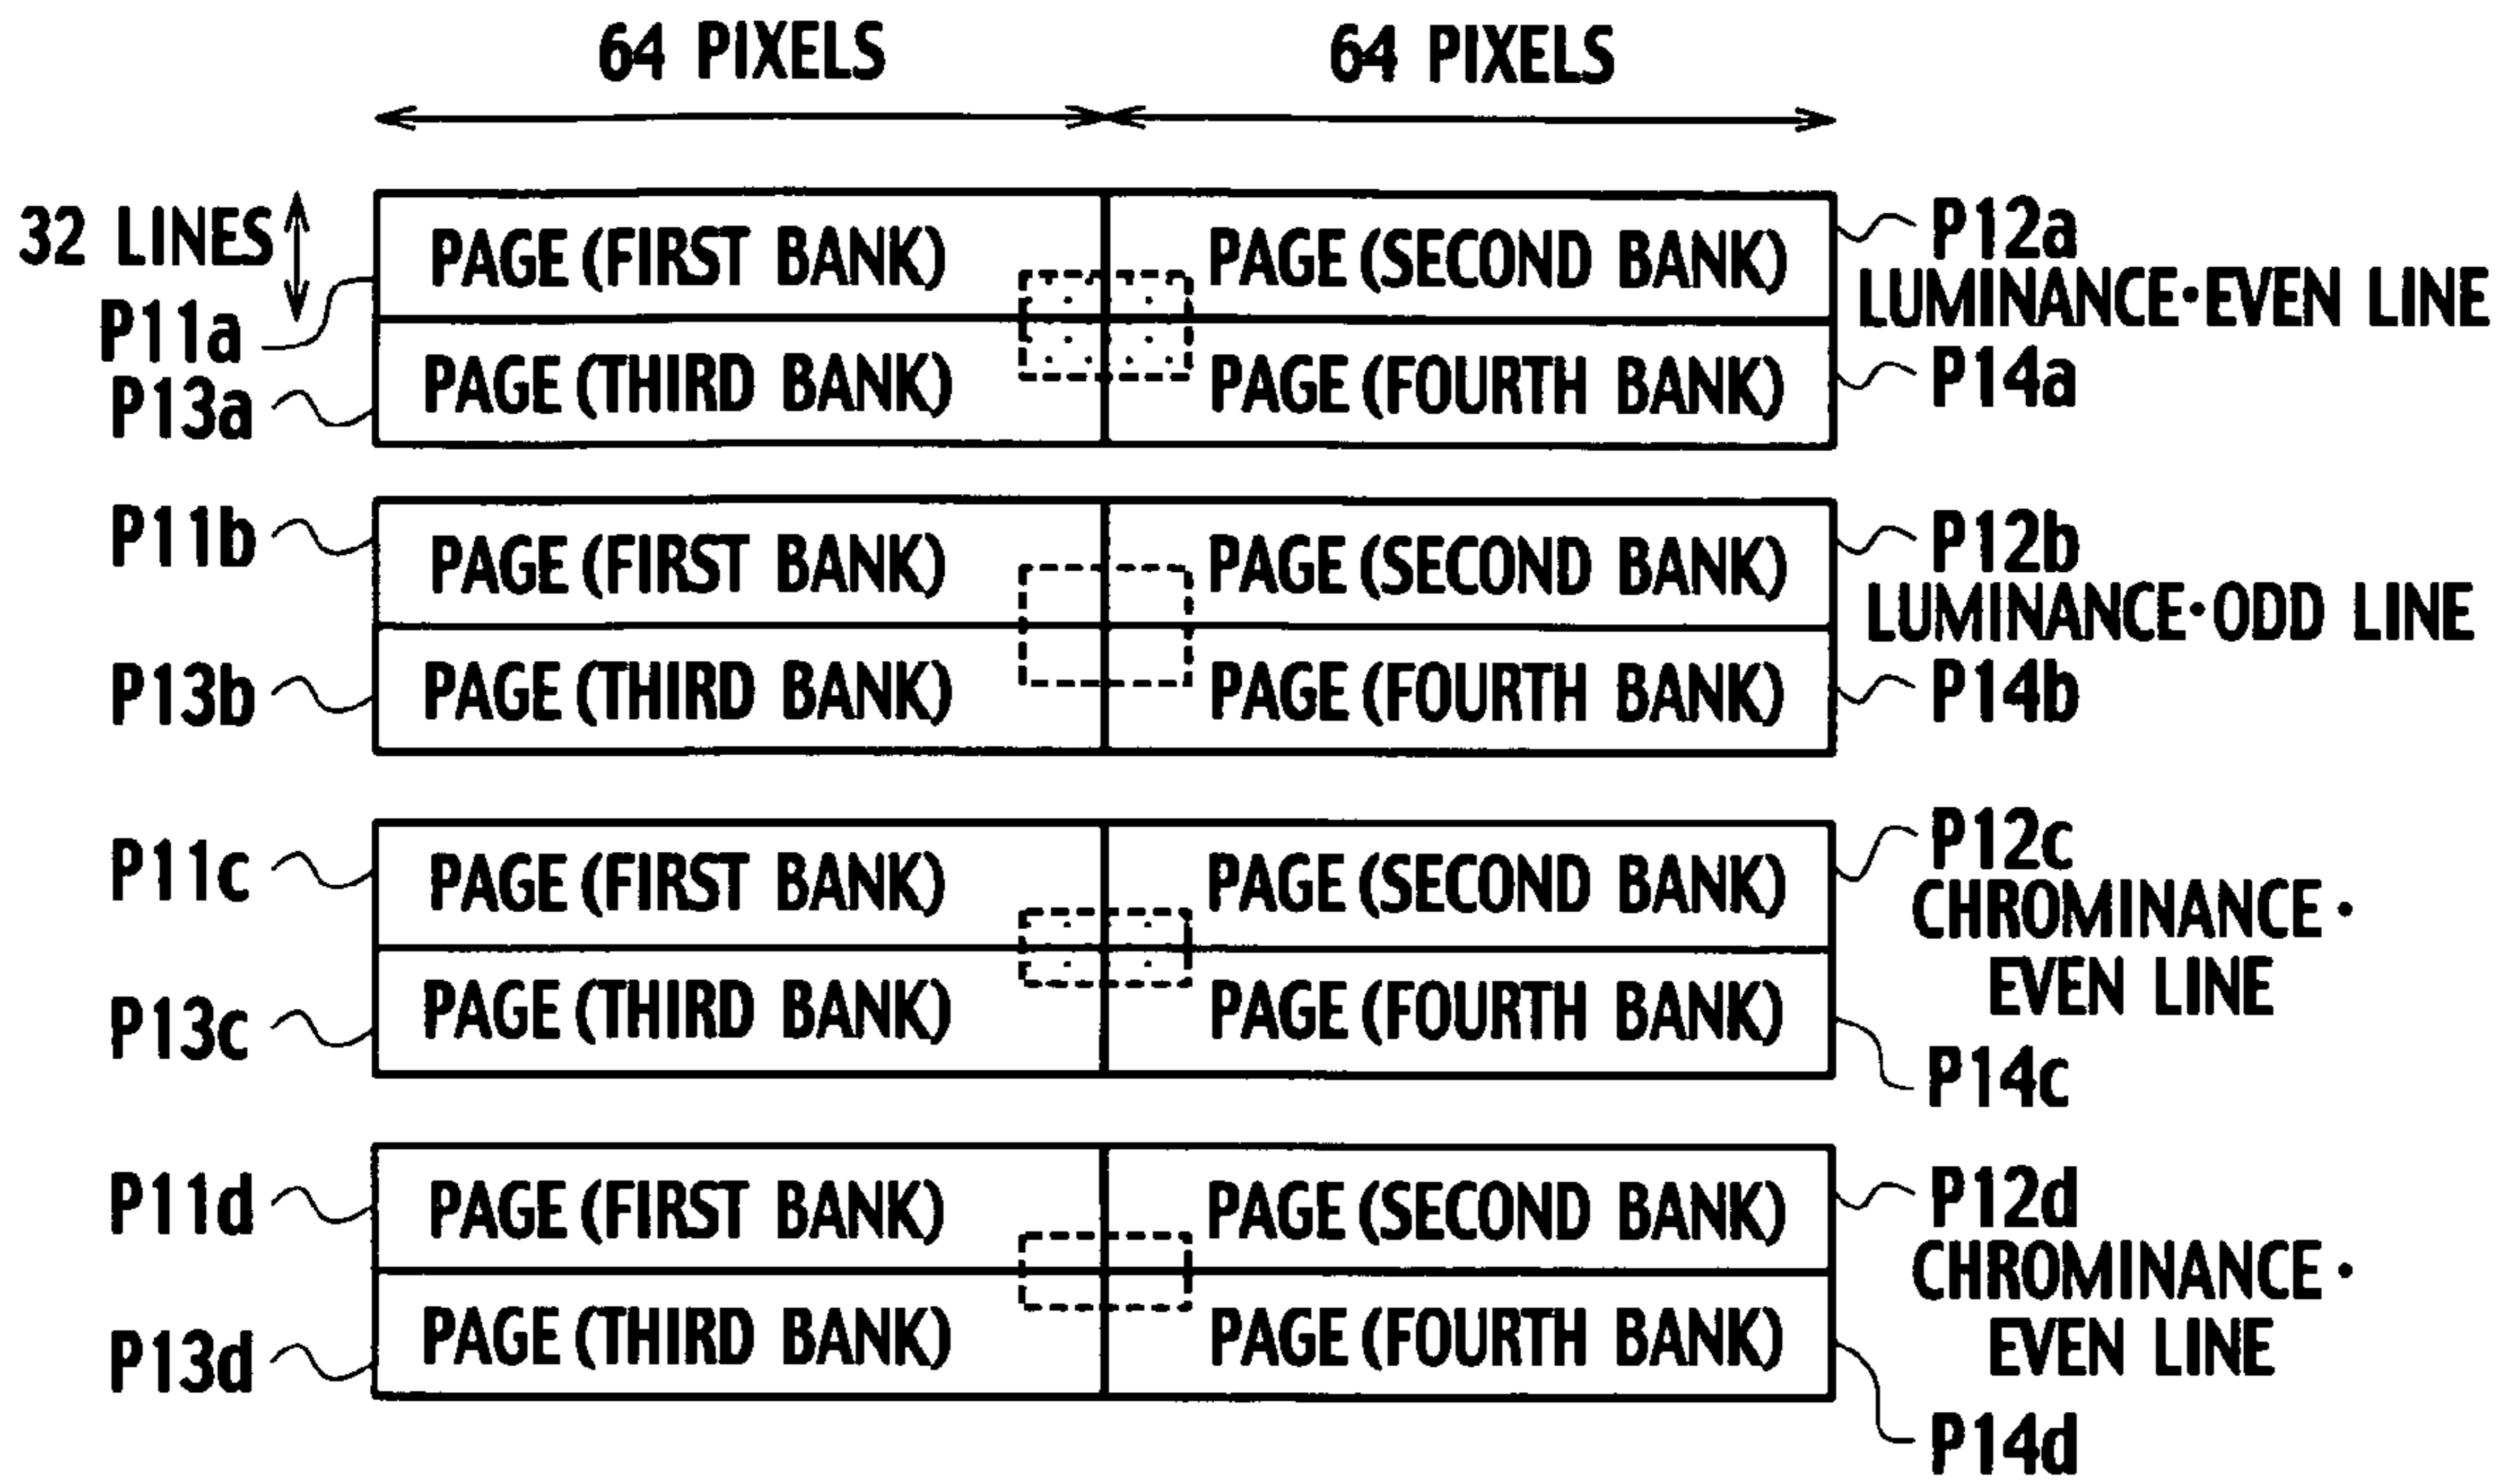 64 PIXELS 64 PIXELS
32 LINES
P11a
P13a
PAGE (FIRST BANK) PAGE (SECOND BANK)
PAGE (THIRD BANK) PAGE (FOURTH BANK)
P12a
LUMINANCE·EVEN LINE
P14a
P11b
P13b
PAGE (FIRST BANK) PAGE (SECOND BANK)
PAGE (THIRD BANK) PAGE (FOURTH BANK)
P12b
LUMINANCE·ODD LINE
P14b
P11c
P13c
PAGE (FIRST BANK) PAGE (SECOND BANK)
PAGE (THIRD BANK) PAGE (FOURTH BANK)
P12c
CHROMINANCE·
EVEN LINE
P14c
P11d
P13d
PAGE (FIRST BANK) PAGE (SECOND BANK)
PAGE (THIRD BANK) PAGE (FOURTH BANK)
P12d
CHROMINANCE·
EVEN LINE
P14d